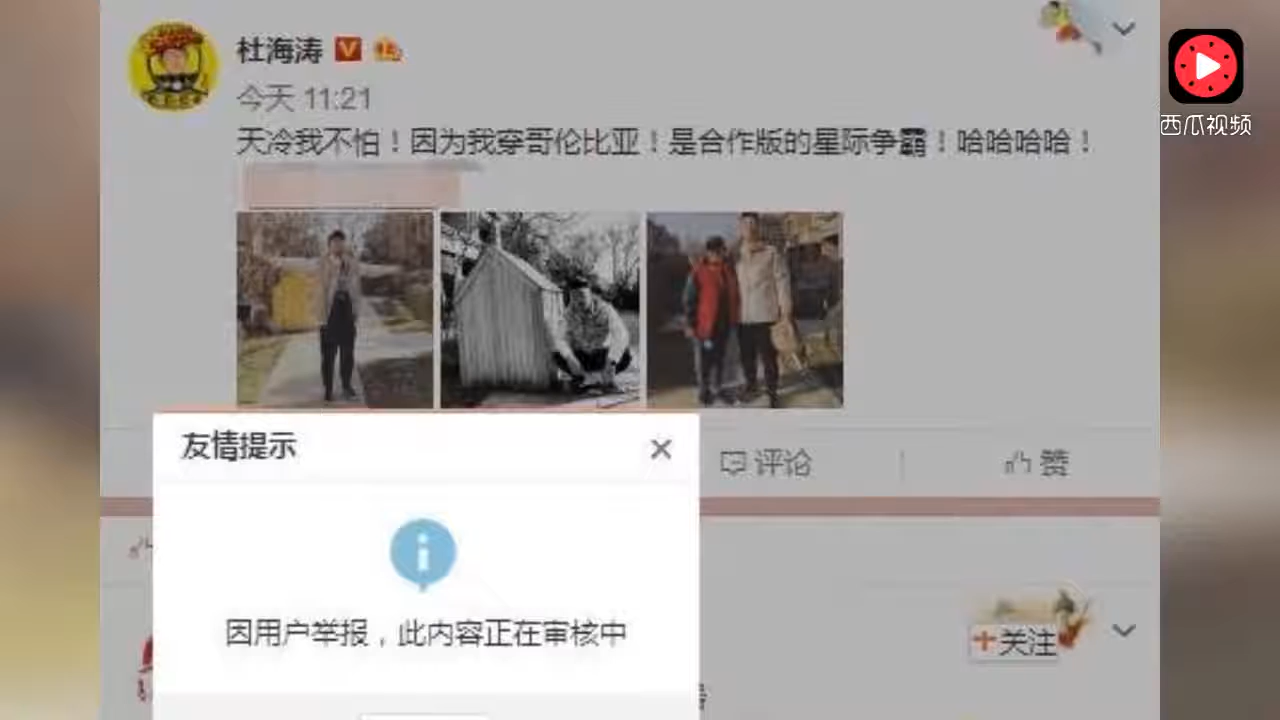 杜海涛
今天 11:21
天冷我不怕！因为我穿哥伦比亚！是合作版的星际争霸！哈哈哈哈！
西瓜视频
评论
赞
友情提示
因用户举报，此内容正在审核中
+关注